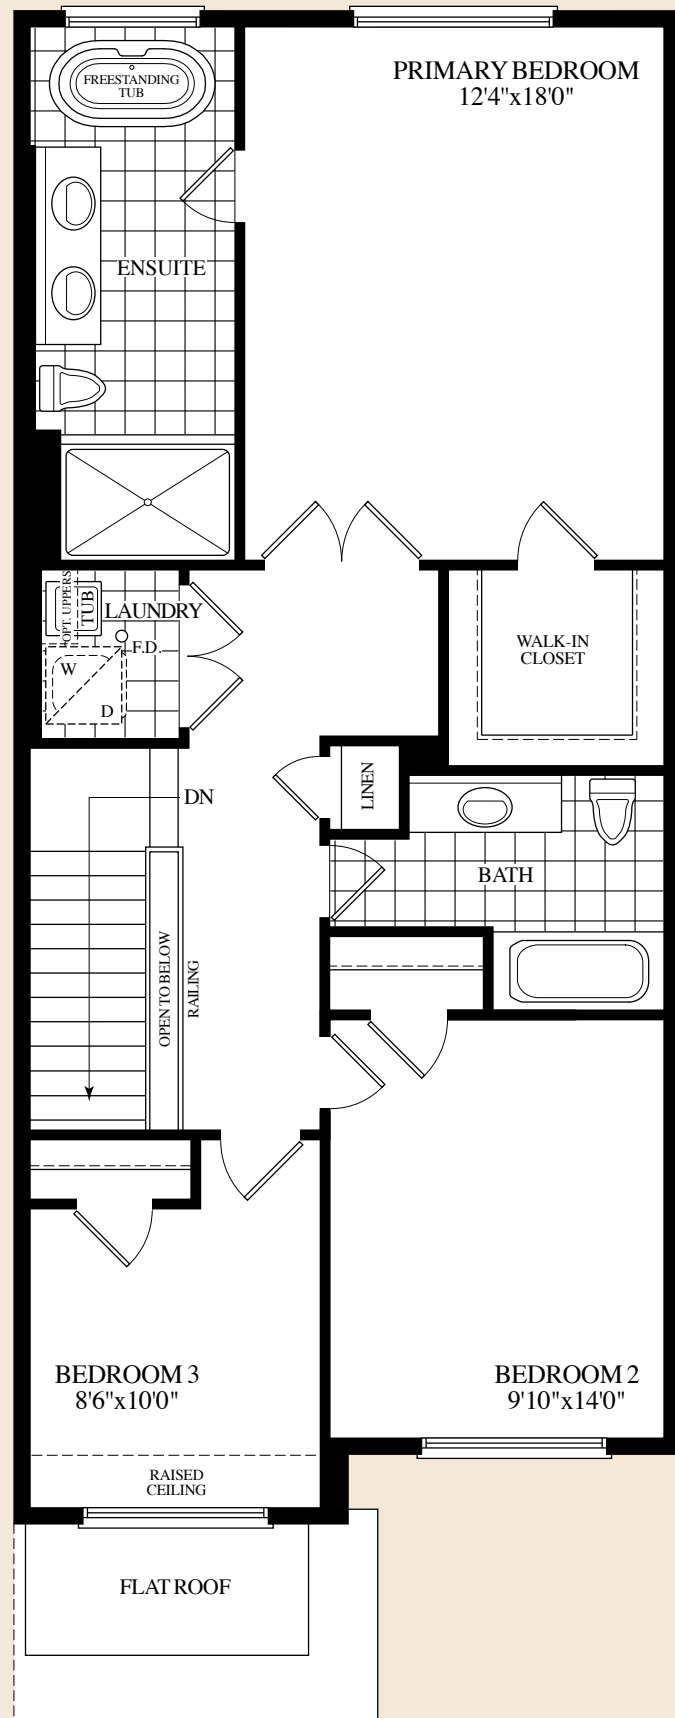 FREESTANDING
TUB
PRIMARY BEDROOM
12'4"x18'0"
ENSUITE
OPT. UPPERS
TUB
LAUNDRY
F.D.
W
D
WALK-IN
CLOSET
LINEN
DN
BATH
OPEN TO BELOW
RAILING
BEDROOM 3
8'6"x10'0"
BEDROOM 2
9'10"x14'0"
RAISED
CEILING
FLAT ROOF